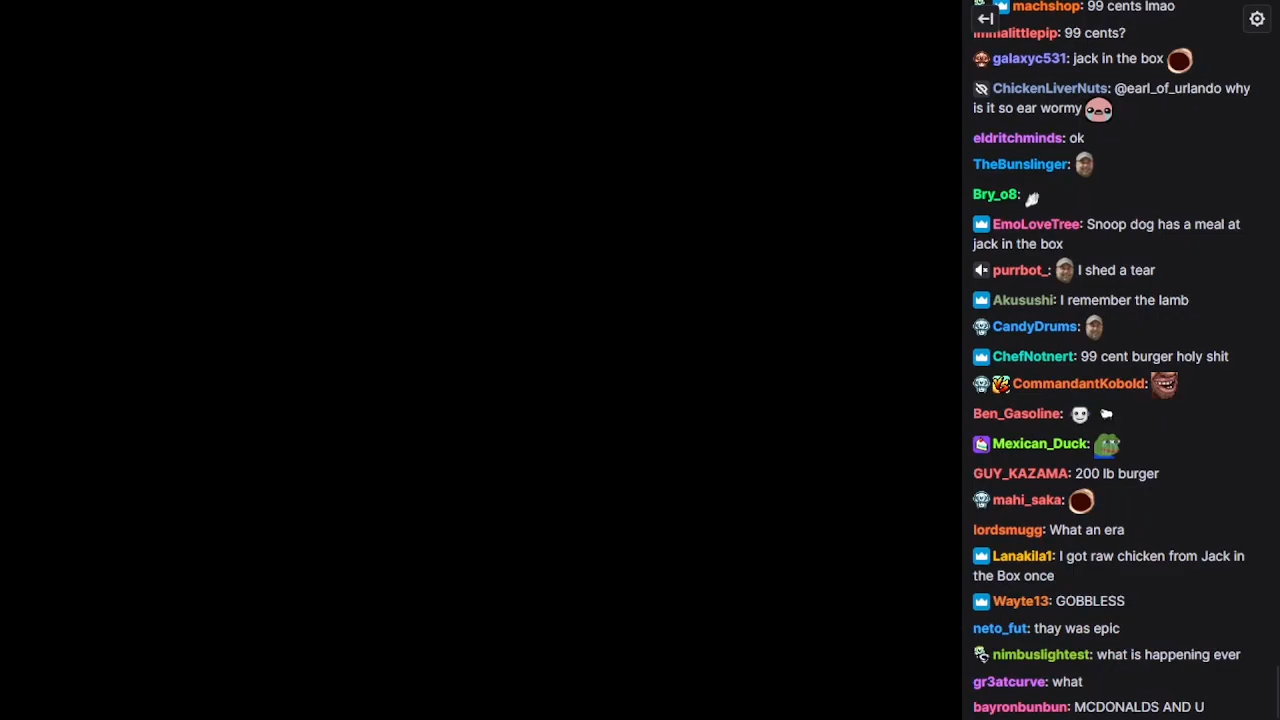 machshop: 99 cents lmao
immalittlepip: 99 cents?
galaxyc531: jack in the box
ChickenLiverNuts: @earl_of_urlando why
is it so ear wormy
eldritchminds: ok
TheBunslinger:
Bry_o8:
EmoLoveTree: Snoop dog has a meal at
jack in the box
purrbot_: I shed a tear
Akusushi: I remember the lamb
CandyDrums:
ChefNotnert: 99 cent burger holy shit
CommandantKobold:
Ben_Gasoline:
Mexican_Duck:
GUY_KAZAMA: 200 lb burger
mahi_saka:
lordsmugg: What an era
Lanakila1: I got raw chicken from Jack in
the Box once
Wayte13: GOBBLESS
neto_fut: thay was epic
nimbuslightest: what is happening ever
gr3atcurve: what
bayronbunbun: MCDONALDS AND U